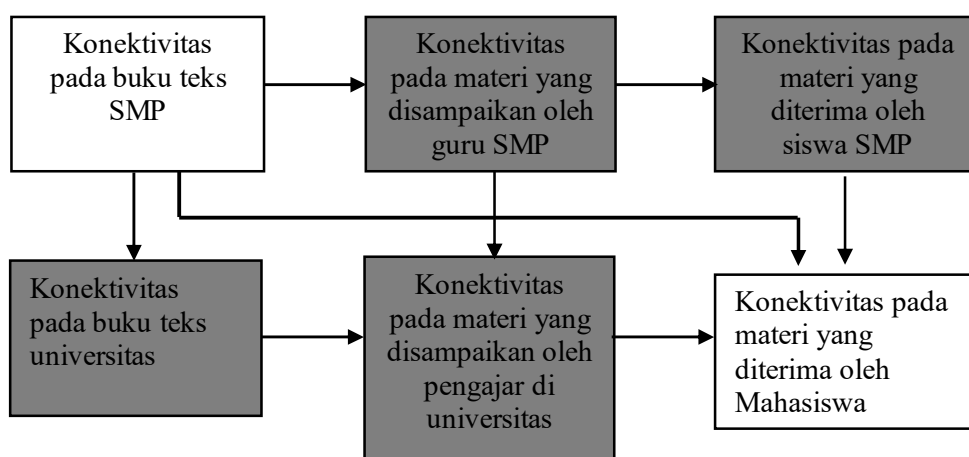 Konektivitas
pada buku teks
SMP
Konektivitas
pada materi yang
disampaikan oleh
guru SMP
Konektivitas pada
materi yang
diterima oleh
siswa SMP
Konektivitas
pada buku teks
universitas
Konektivitas
pada materi yang
disampaikan oleh
pengajar di
universitas
Konektivitas pada
materi yang
diterima oleh
Mahasiswa